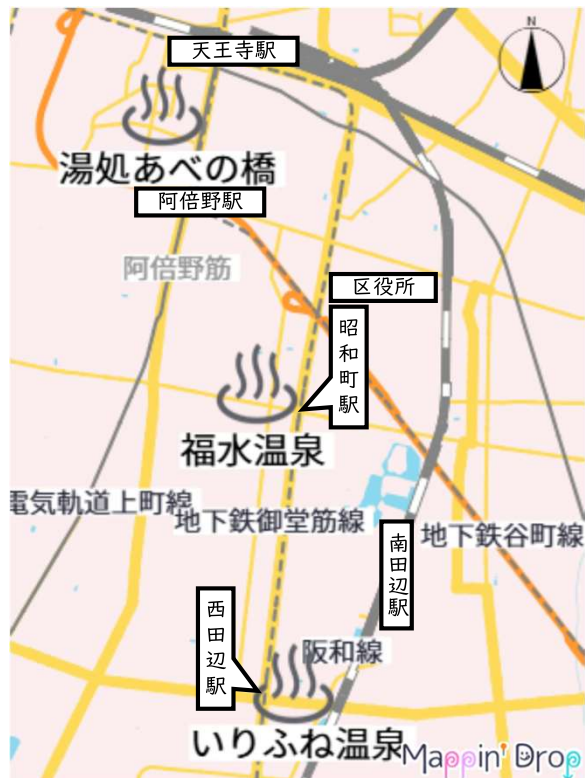 N
天王寺駅
湯処あべの橋
阿倍野駅
阿倍野筋
区役所
昭和町駅
福水温泉
電気軌道上町線
地下鉄御堂筋線
地下鉄谷町線
南田辺駅
西田辺駅
阪和線
いりふね温泉
Mappin' Drop